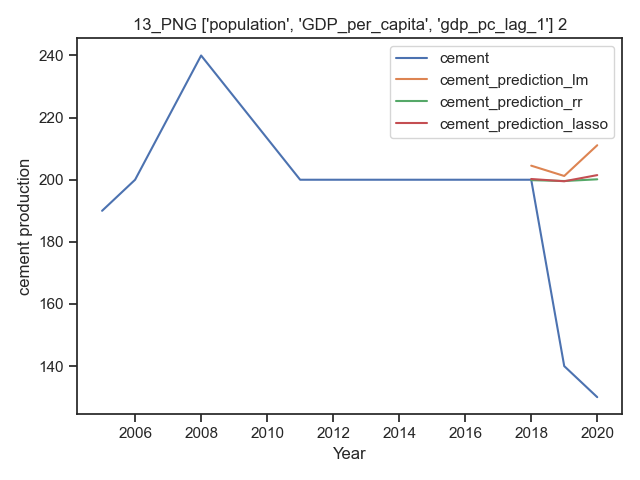 13_PNG ['population', 'GDP_per_capita', 'gdp_pc_lag_1'] 2
cement
cement_prediction_lm
cement_prediction_rr
cement_prediction_lasso
240
220
200
180
160
140
cement production
2006 2008 2010 2012 2014 2016 2018 2020
Year